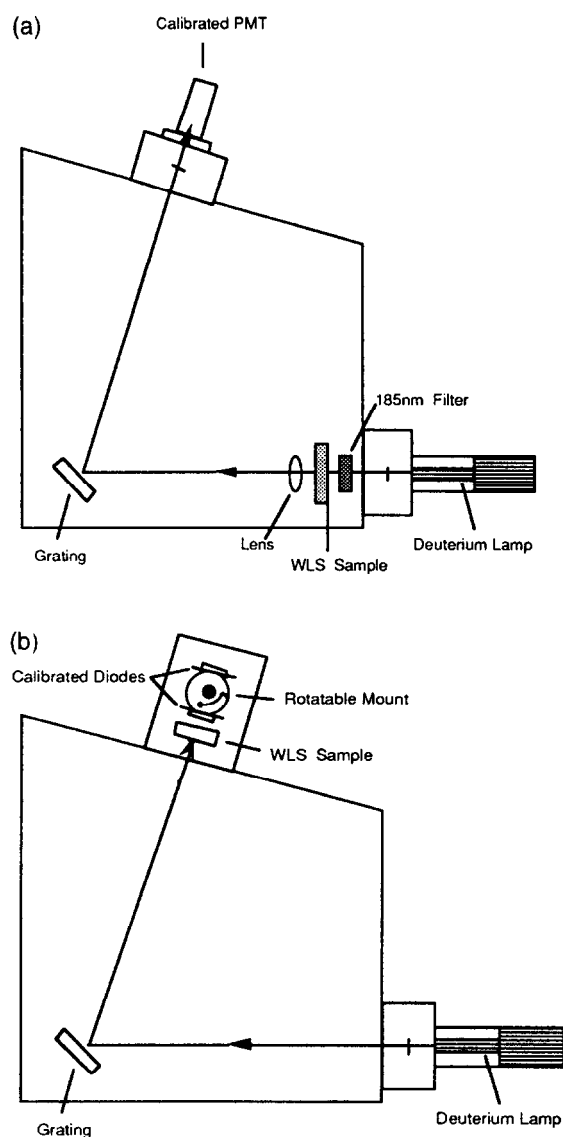 (a)
Calibrated PMT
185nm Filter
Grating
Lens
WLS Sample
Deuterium Lamp
(b)
Calibrated Diodes
Rotatable Mount
WLS Sample
Grating
Deuterium Lamp